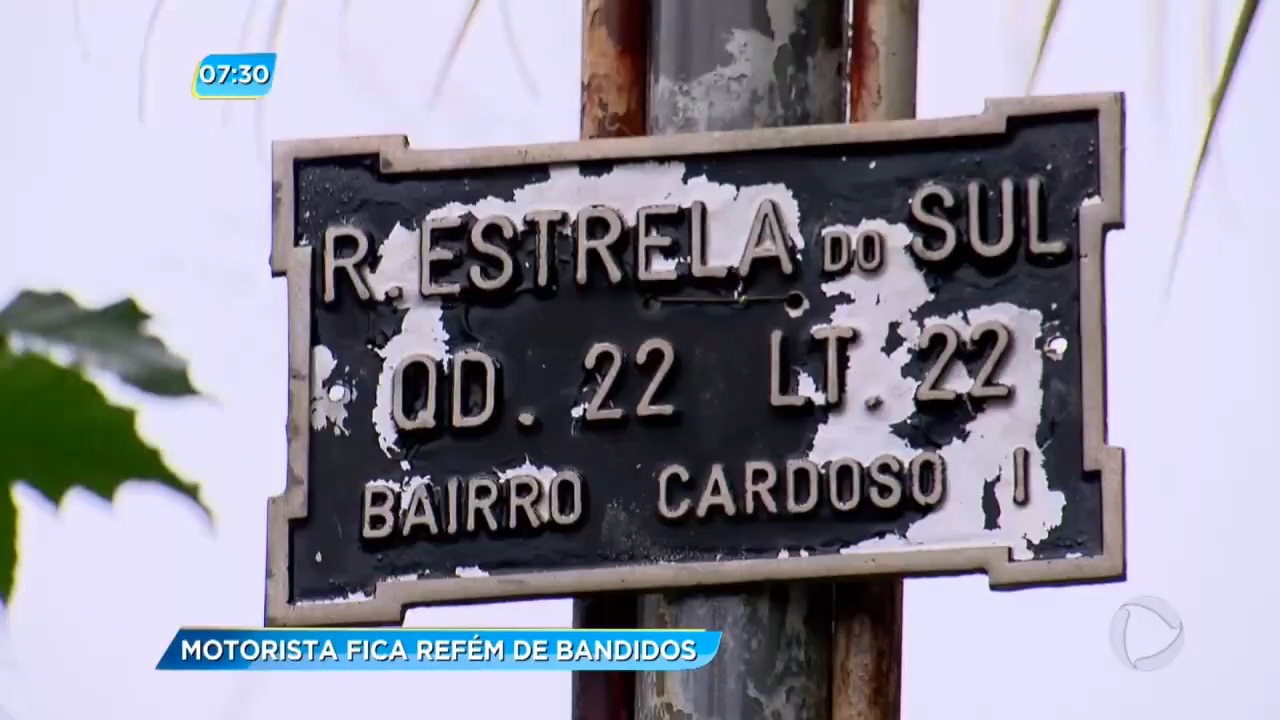 07:30
R. ESTRELA DO SUL
QD. 22 LT. 22
BAIRRO CARDOSO I
MOTORISTA FICA REFÉM DE BANDIDOS